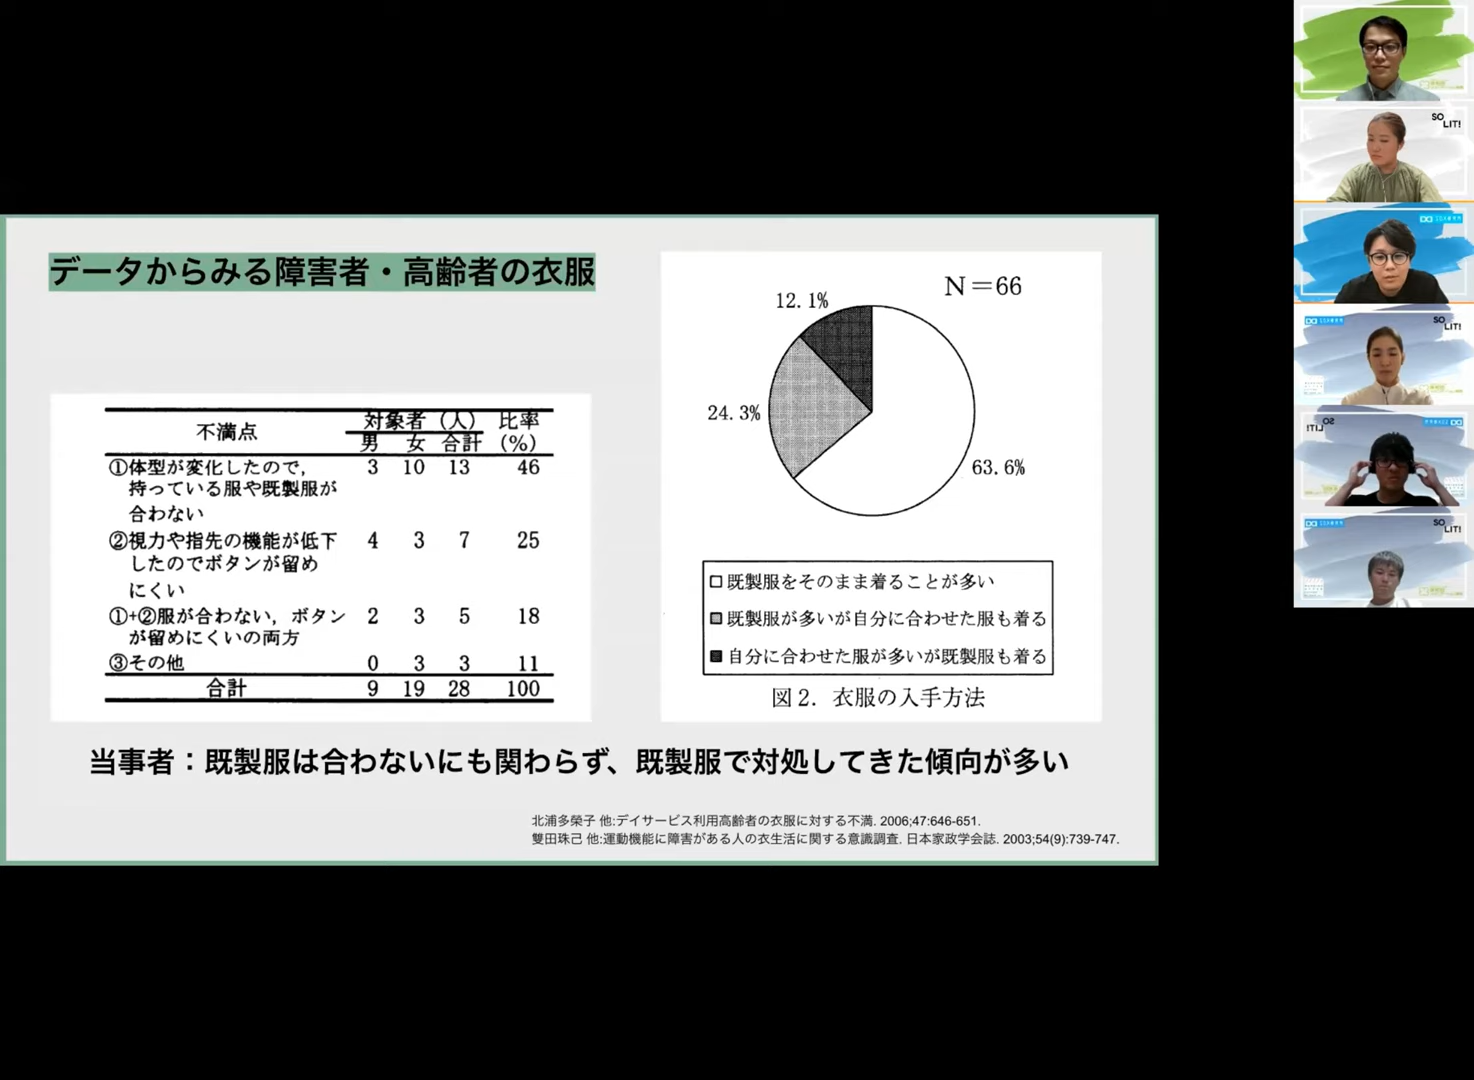 データからみる障害者・高齢者の衣服
不満点
対象者（人）
比率
男 女 合計 （%）
①体型が変化したので， 3 10 13 46
持っている服や既製服が
合わない
②視力や指先の機能が低下 4 3 7 25
したのでボタンが留め
にくい
①+②服が合わない，ボタン 2 3 5 18
が留めにくいの両方
③その他 0 3 3 11
合計 9 19 28 100
N＝66
12.1%
24.3%
63.6%
既製服をそのまま着ることが多い
既製服が多いが自分に合わせた服も着る
自分に合わせた服が多いが既製服も着る
図２．衣服の入手方法
当事者：既製服は合わないにも関わらず、既製服で対処してきた傾向が多い
北浦多榮子 他:デイサービス利用高齢者の衣服に対する不満. 2006;47:646-651.
雙田珠己 他:運動機能に障害がある人の衣生活に関する意識調査. 日本家政学会誌. 2003;54(9):739-747.
SO
LIT!
SO
LIT!
SO
LIT!
SO
LIT!